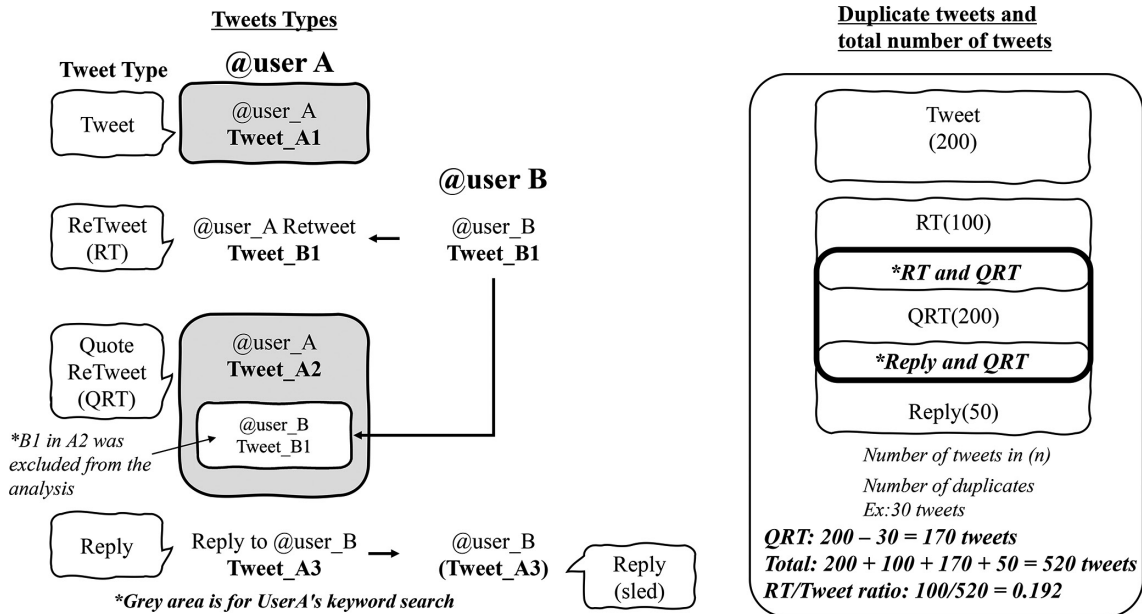 Tweets Types
Tweet Type
@user A
Tweet
@user_A
Tweet_A1
@user B
ReTweet
(RT)
@user_A Retweet
Tweet_B1
@user_B
Tweet_B1
Quote
ReTweet
(QRT)
@user_A
Tweet_A2
@user_B
Tweet_B1
*B1 in A2 was
excluded from the
analysis
Reply
Reply to @user_B
Tweet_A3
@user_B
(Tweet_A3)
Reply
(sled)
*Grey area is for UserA's keyword search
Duplicate tweets and
total number of tweets
Tweet
(200)
RT(100)
*RT and QRT
QRT(200)
*Reply and QRT
Reply(50)
Number of tweets in (n)
Number of duplicates
Ex:30 tweets
QRT: 200 – 30 = 170 tweets
Total: 200 + 100 + 170 + 50 = 520 tweets
RT/Tweet ratio: 100/520 = 0.192